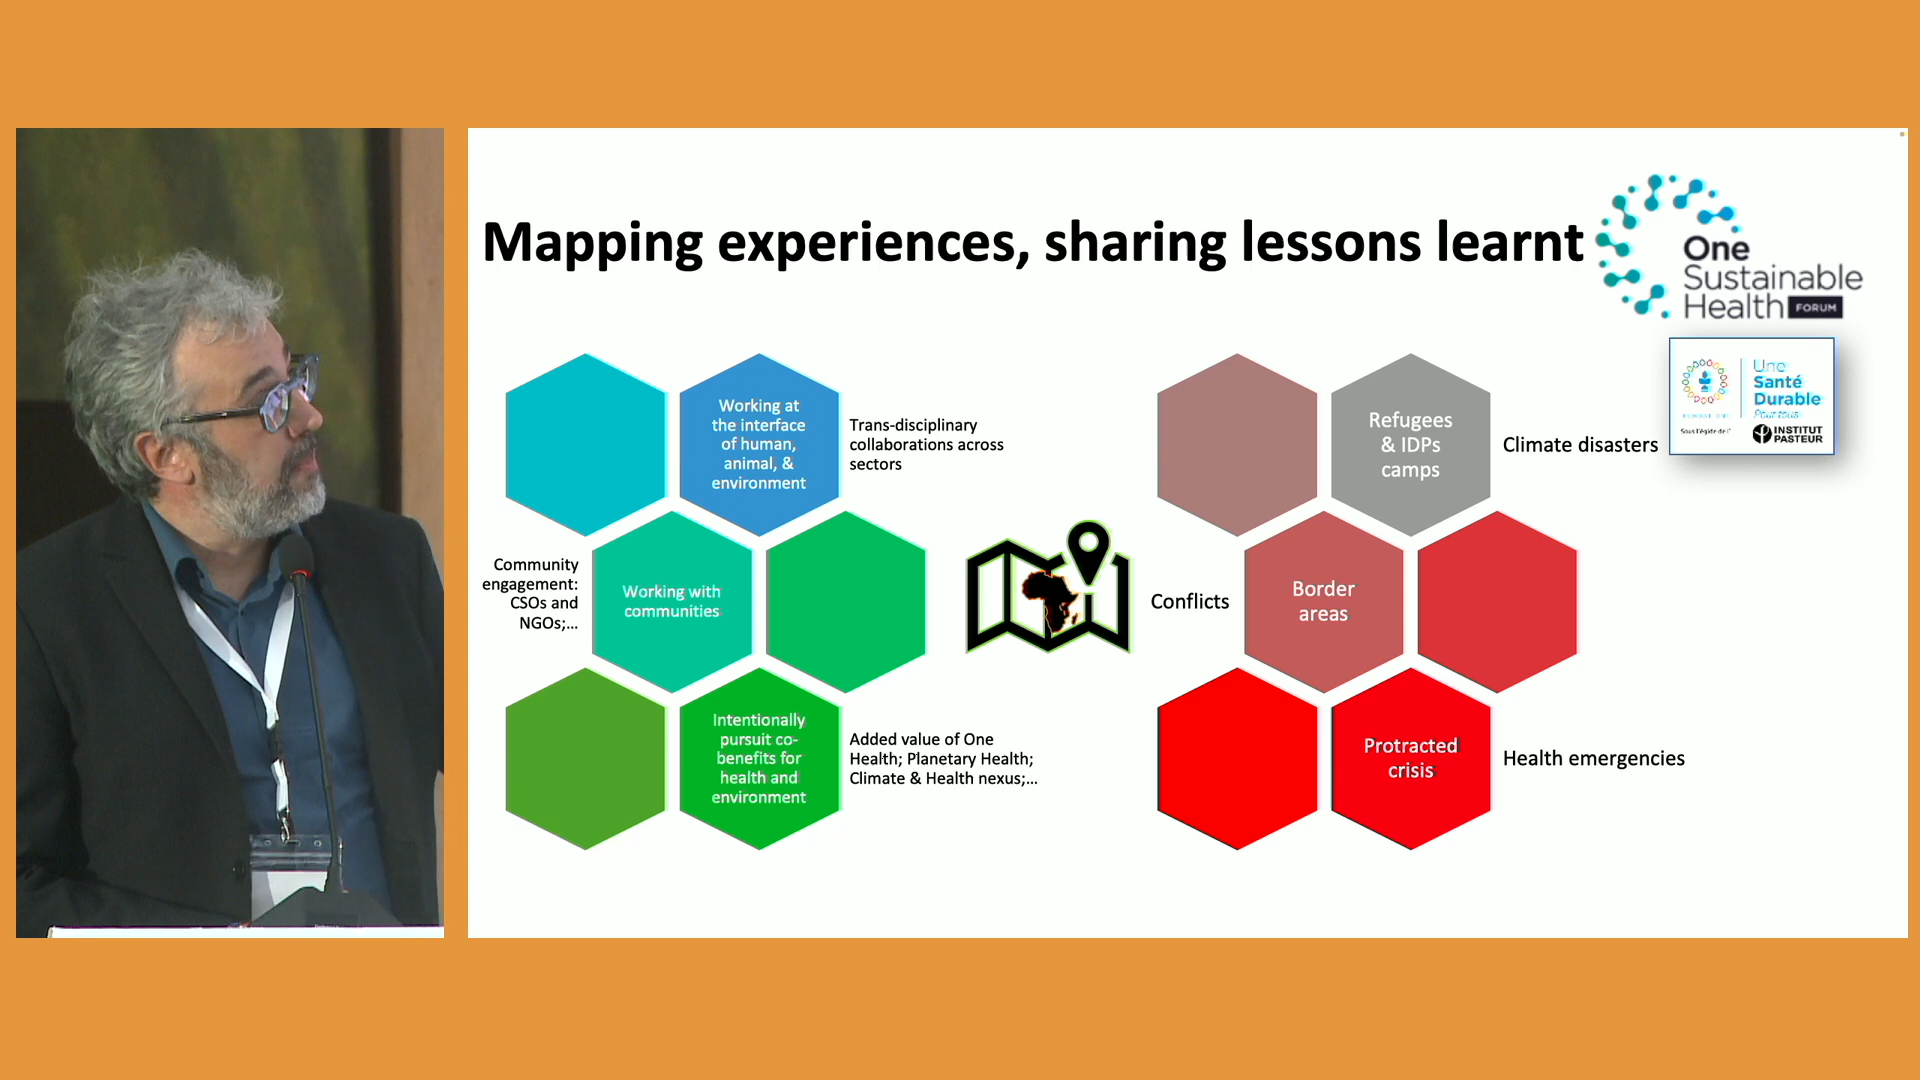 Mapping experiences, sharing lessons learnt
One
Sustainable
Health FORUM
Une
Santé
Durable
Pour tous
Sous l'égide de l'
INSTITUT
PASTEUR
Working at
the interface
of human,
animal, &
environment
Trans-disciplinary
collaborations across
sectors
Community
engagement:
CSOs and
NGOs;...
Working with
communities
Intentionally
pursuit co-
benefits for
health and
environment
Added value of One
Health; Planetary Health;
Climate & Health nexus;...
Refugees
& IDPs
camps
Climate disasters
Conflicts
Border
areas
Protracted
crisis
Health emergencies